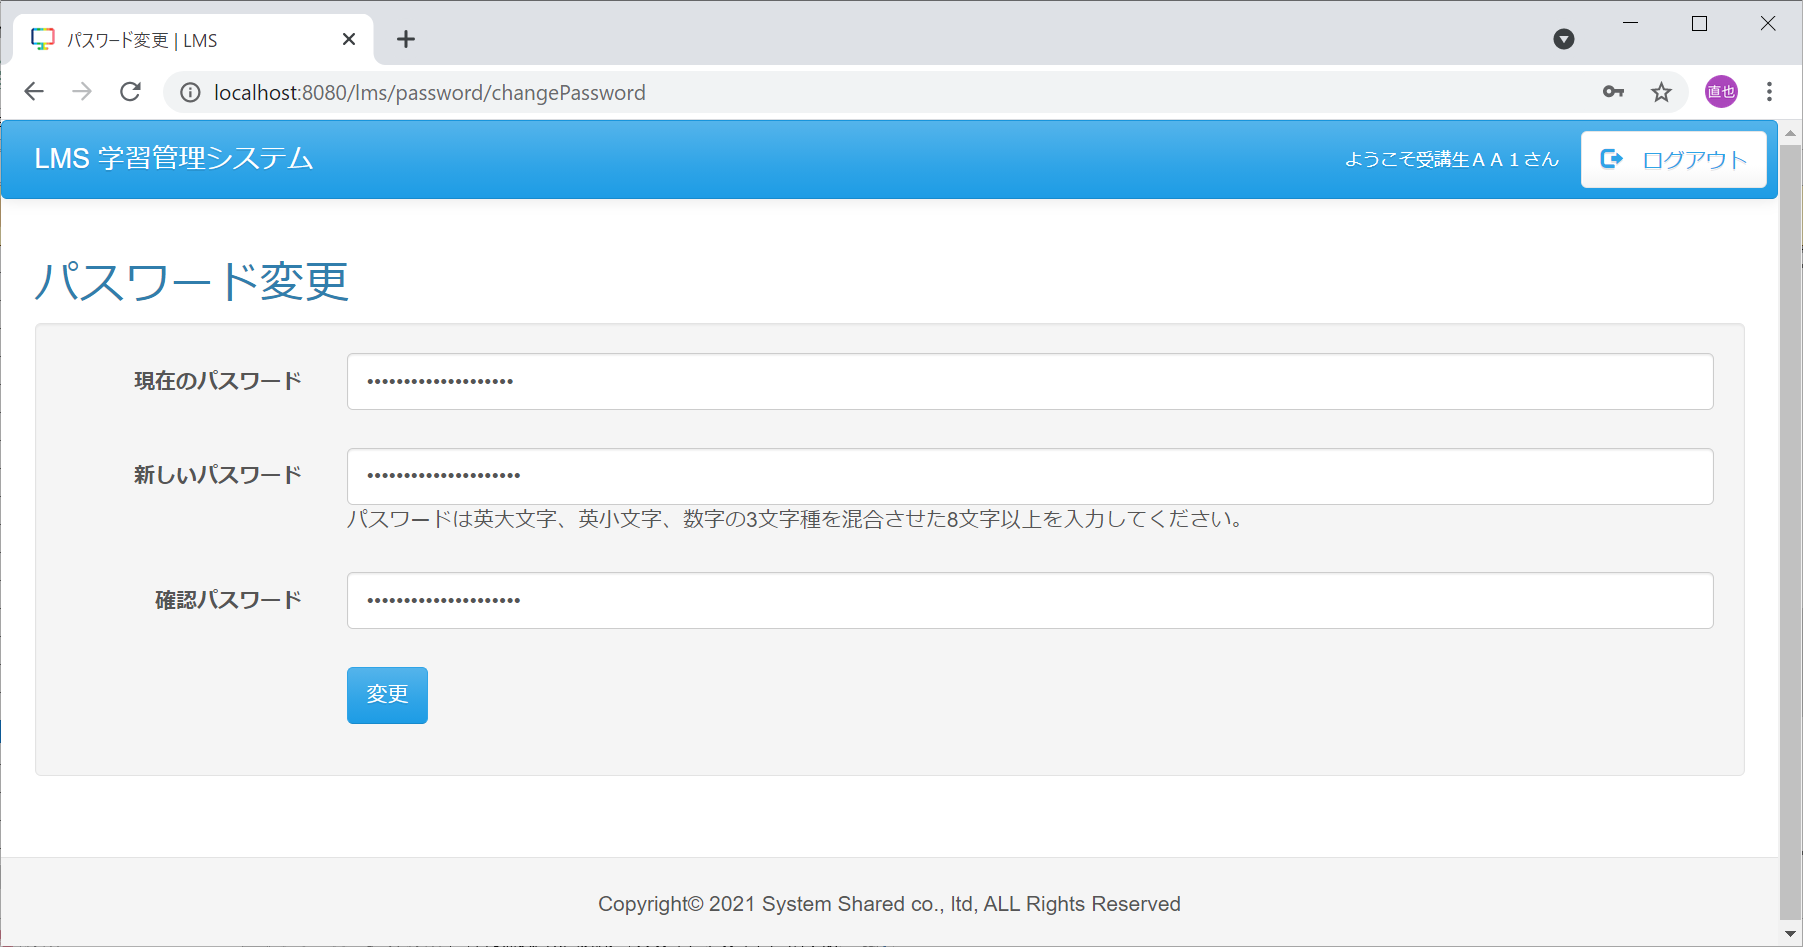 パスワード変更 | LMS
localhost:8080/lms/password/changePassword
直也
LMS 学習管理システム
ようこそ受講生ＡＡ１さん
ログアウト
パスワード変更
現在のパスワード
新しいパスワード
パスワードは英大文字、英小文字、数字の3文字種を混合させた8文字以上を入力してください。
確認パスワード
変更
Copyright© 2021 System Shared co., ltd, ALL Rights Reserved